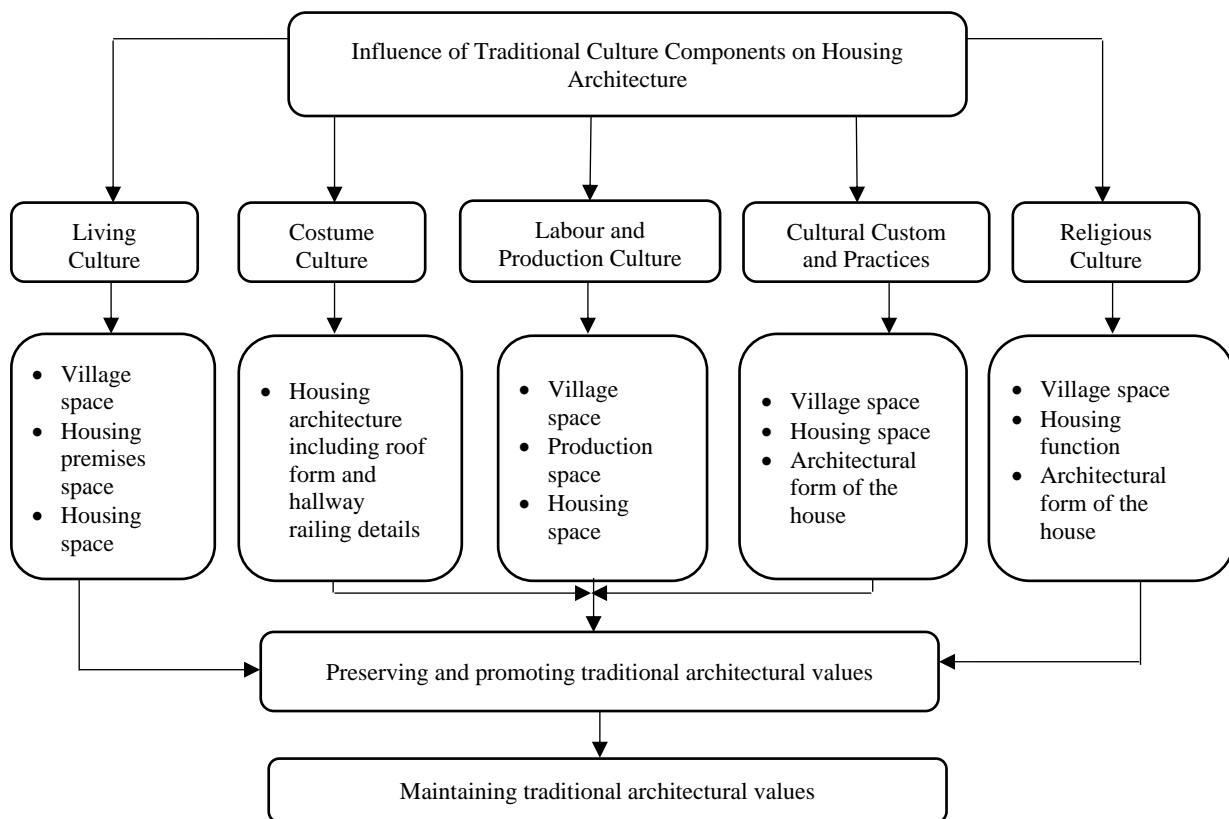 Influence of Traditional Culture Components on Housing
Architecture
Living
Culture
Costume
Culture
Labour and
Production Culture
Cultural Custom
and Practices
Religious
Culture
• Village
space
• Housing
premises
space
• Housing
space
• Housing
architecture
including roof
form and
hallway
railing details
• Village
space
• Production
space
• Housing
space
• Village space
• Housing space
• Architectural
form of the
house
• Village space
• Housing
function
• Architectural
form of the
house
Preserving and promoting traditional architectural values
Maintaining traditional architectural values